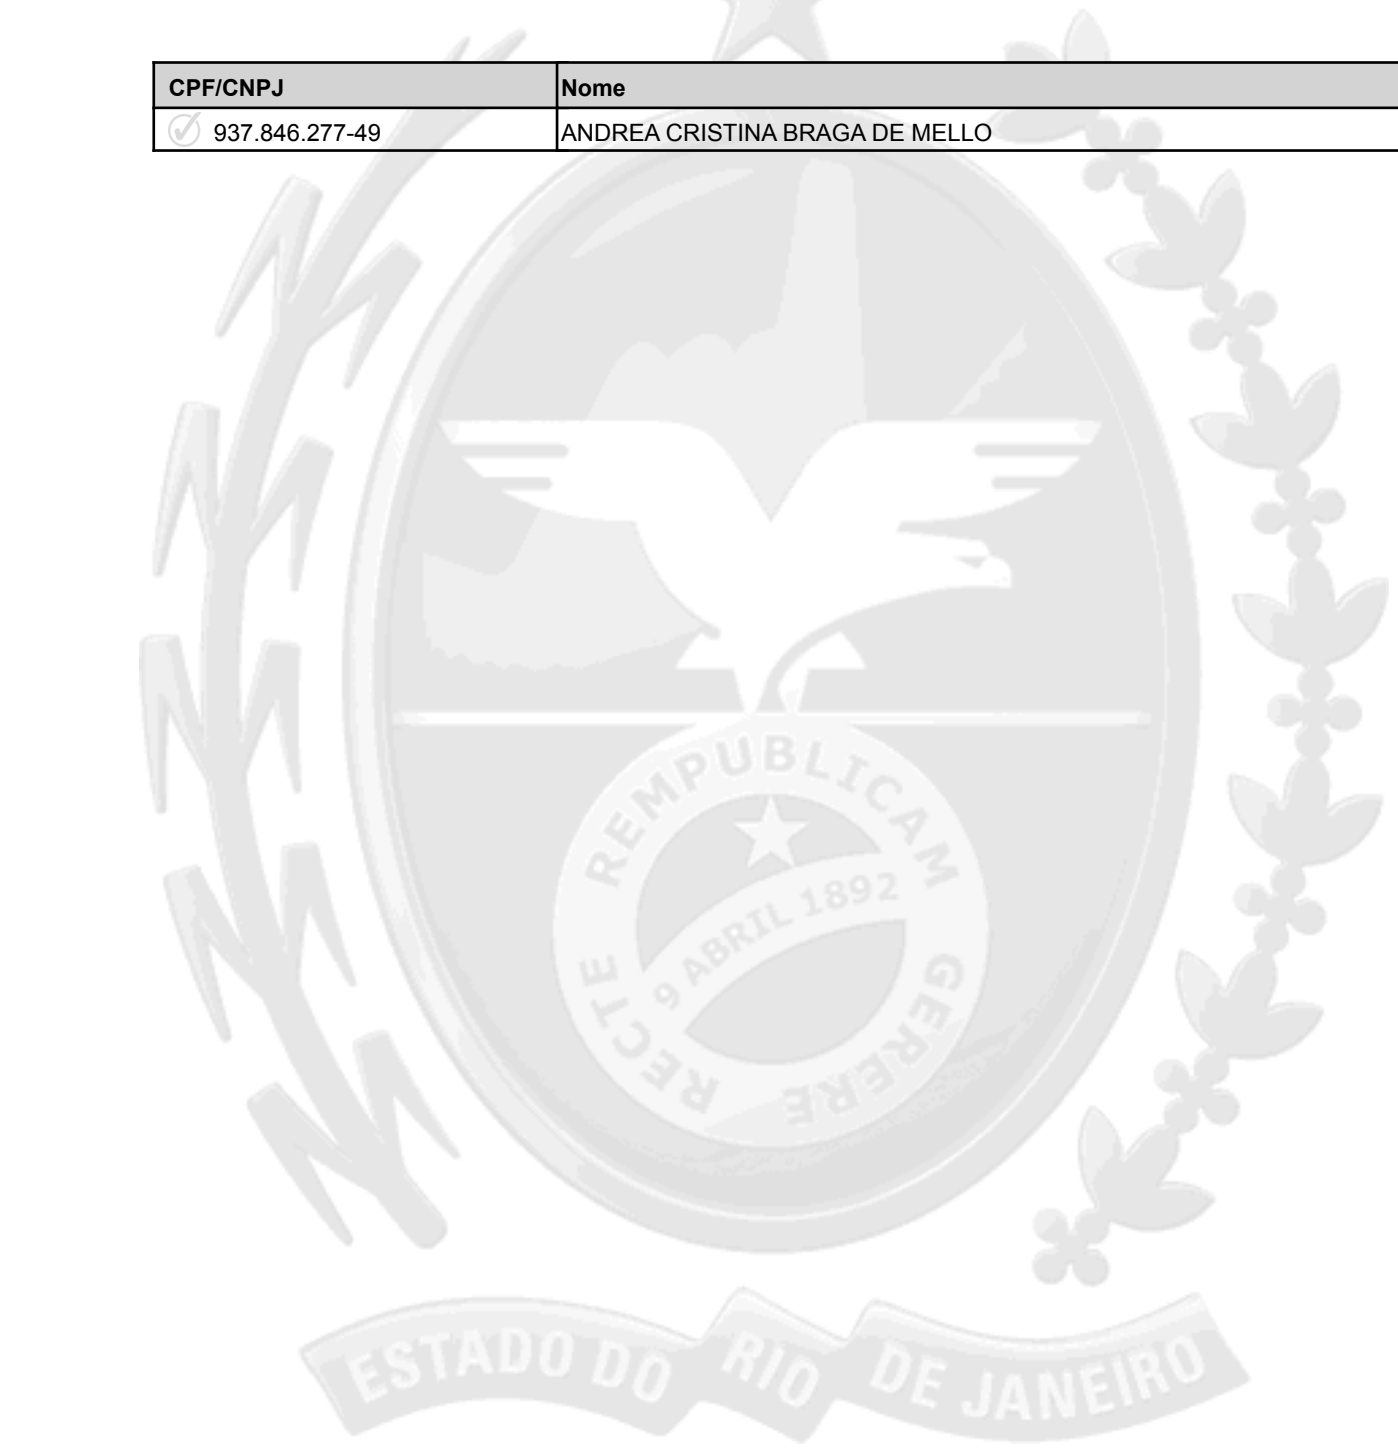 CPF/CNPJ Nome
937.846.277-49 ANDREA CRISTINA BRAGA DE MELLO
REMPUBLICAM
9 ABRIL 1892
RECTE GERERE
ESTADO DO RIO DE JANEIRO